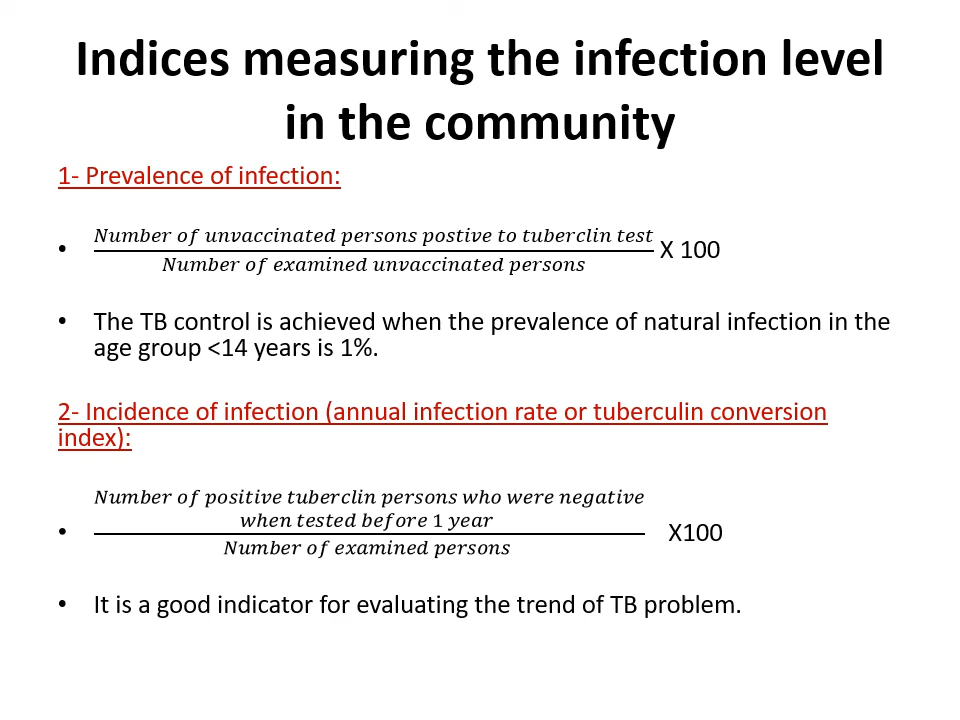 Indices measuring the infection level
in the community
1- Prevalence of infection:
• Number of unvaccinated persons postive to tuberclin test
Number of examined unvaccinated persons
X 100
• The TB control is achieved when the prevalence of natural infection in the
age group <14 years is 1%.
2- Incidence of infection (annual infection rate or tuberculin conversion
index):
• Number of positive tuberclin persons who were negative
when tested before 1 year
Number of examined persons
X100
• It is a good indicator for evaluating the trend of TB problem.